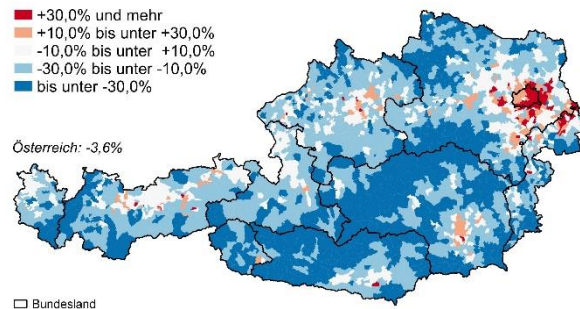 +30,0% und mehr
+10,0% bis unter +30,0%
-10,0% bis unter +10,0%
-30,0% bis unter -10,0%
bis unter -30,0%
Österreich: -3,6%
Bundesland